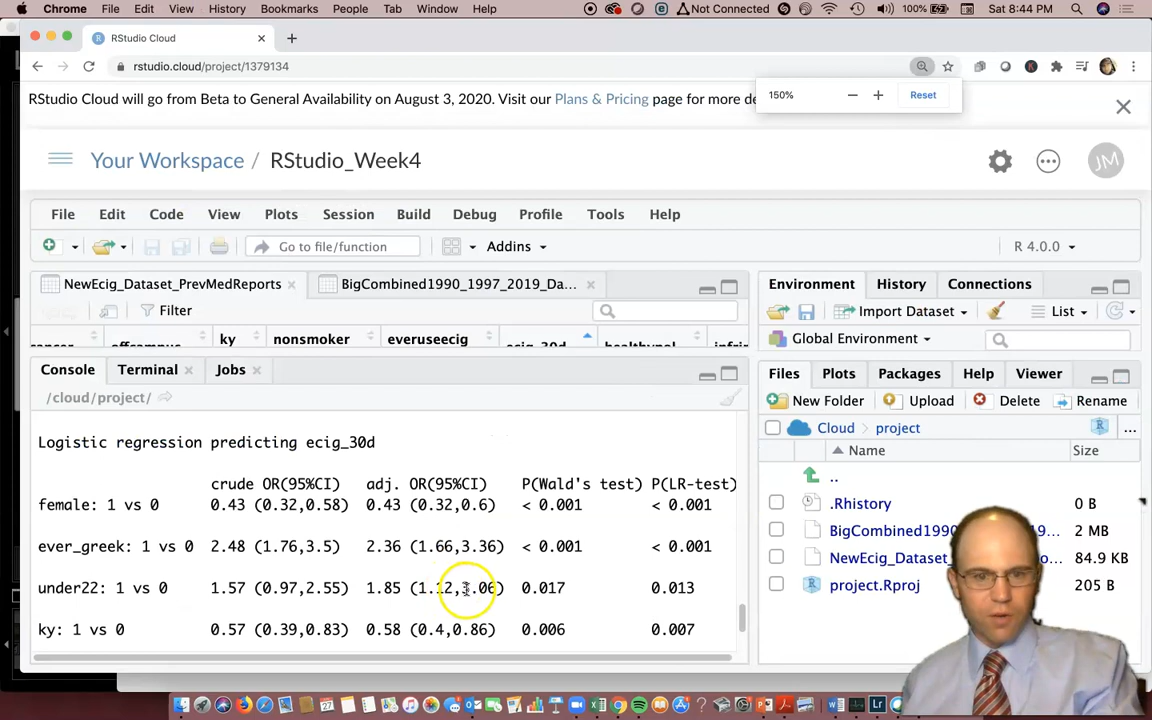 Chrome File Edit View History Bookmarks People Tab Window Help Not Connected 100% Sat 8:44 PM
RStudio Cloud
rstudio.cloud/project/1379134
RStudio Cloud will go from Beta to General Availability on August 3, 2020. Visit our Plans & Pricing page for more de
150% Reset
Your Workspace / RStudio_Week4 JM
File Edit Code View Plots Session Build Debug Profile Tools Help
Go to file/function Addins R 4.0.0
NewEcig_Dataset_PrevMedReports BigCombined1990_1997_2019_Da... Environment History Connections
Filter Import Dataset List
cancer offcampus ky nonsmoker everuseecig ecig_30d Global Environment
Console Terminal Jobs Files Plots Packages Help Viewer
/cloud/project/ New Folder Upload Delete Rename
Cloud project ...
Logistic regression predicting ecig_30d Name Size
..
crude OR(95%CI) adj. OR(95%CI) P(Wald's test) P(LR-test)
female: 1 vs 0 0.43 (0.32,0.58) 0.43 (0.32,0.6) < 0.001 < 0.001 .Rhistory 0 B
BigCombined1990 2 MB
ever_greek: 1 vs 0 2.48 (1.76,3.5) 2.36 (1.66,3.36) < 0.001 < 0.001 NewEcig_Dataset 84.9 KB
under22: 1 vs 0 1.57 (0.97,2.55) 1.85 (1.12,3.06) 0.017 0.013 project.Rproj 205 B
ky: 1 vs 0 0.57 (0.39,0.83) 0.58 (0.4,0.86) 0.006 0.007